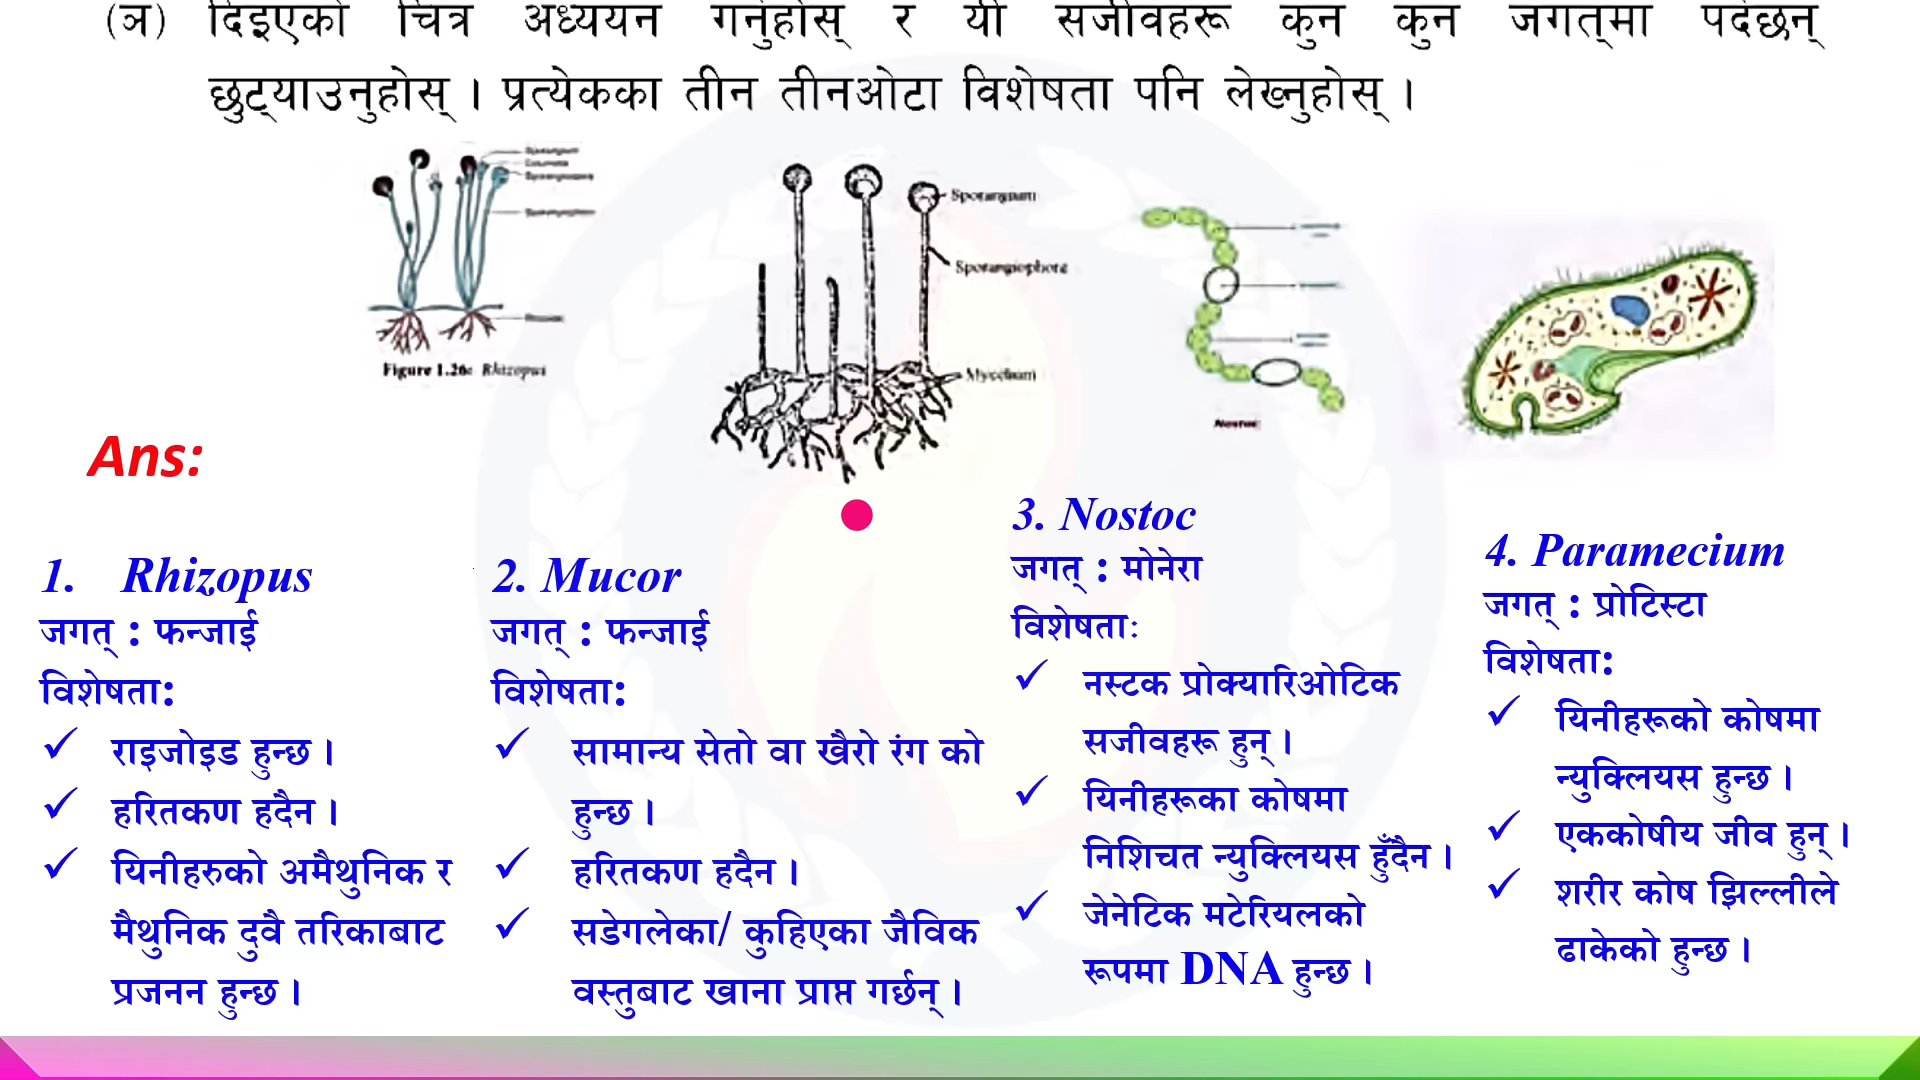 (ञ) दिइएका चित्र अध्ययन गर्नुहोस् र यी सजीवहरू कुन कुन जगत्‌मा पर्दछन्
छुट्याउनुहोस् । प्रत्येकका तीन तीनओटा विशेषता पनि लेख्नुहोस् ।
Figure 1.26: Rhizopus
Sporangium
Sporangiophore
Mycelium
Nostoc
Ans:
1. Rhizopus
जगत् : फन्जाई
विशेषता:
✓ राइजोइड हुन्छ ।
✓ हरितकण हदैन ।
✓ यिनीहरुको अमैथुनिक र
मैथुनिक दुवै तरिकाबाट
प्रजनन हुन्छ ।
2. Mucor
जगत् : फन्जाई
विशेषता:
✓ सामान्य सेतो वा खैरो रंग को
हुन्छ ।
✓ हरितकण हदैन ।
✓ सडेगलेका/ कुहिएका जैविक
वस्तुबाट खाना प्राप्त गर्छन् ।
3. Nostoc
जगत् : मोनेरा
विशेषताः
✓ नस्टक प्रोक्यारिओटिक
सजीवहरू हुन् ।
✓ यिनीहरूका कोषमा
निशिचत न्युक्लियस हुँदैन ।
✓ जेनेटिक मटेरियलको
रूपमा DNA हुन्छ ।
4. Paramecium
जगत् : प्रोटिस्टा
विशेषता:
✓ यिनीहरूको कोषमा
न्युक्लियस हुन्छ ।
✓ एककोषीय जीव हुन् ।
✓ शरीर कोष झिल्लीले
ढाकेको हुन्छ ।